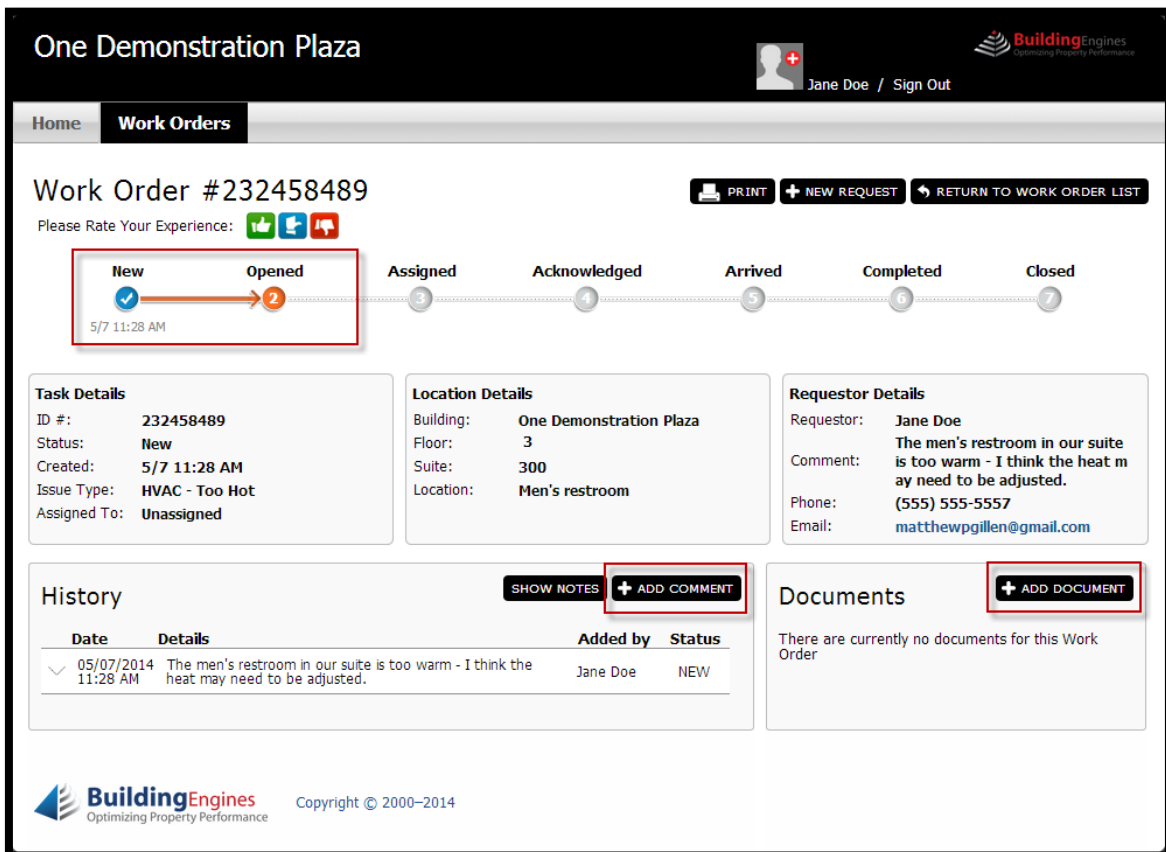 One Demonstration Plaza
BuildingEngines
Optimizing Property Performance
Jane Doe / Sign Out
Home Work Orders
Work Order #232458489
PRINT + NEW REQUEST RETURN TO WORK ORDER LIST
Please Rate Your Experience:
New Opened Assigned Acknowledged Arrived Completed Closed
2 3 4 5 6 7
5/7 11:28 AM
Task Details
ID #: 232458489
Status: New
Created: 5/7 11:28 AM
Issue Type: HVAC - Too Hot
Assigned To: Unassigned
Location Details
Building: One Demonstration Plaza
Floor: 3
Suite: 300
Location: Men's restroom
Requestor Details
Requestor: Jane Doe
The men's restroom in our suite
Comment: is too warm - I think the heat m
ay need to be adjusted.
Phone: (555) 555-5557
Email: matthewpgillen@gmail.com
History
SHOW NOTES + ADD COMMENT
Date Details Added by Status
05/07/2014 The men's restroom in our suite is too warm - I think the
11:28 AM heat may need to be adjusted.
Jane Doe NEW
Documents
+ ADD DOCUMENT
There are currently no documents for this Work
Order
BuildingEngines
Optimizing Property Performance
Copyright © 2000–2014